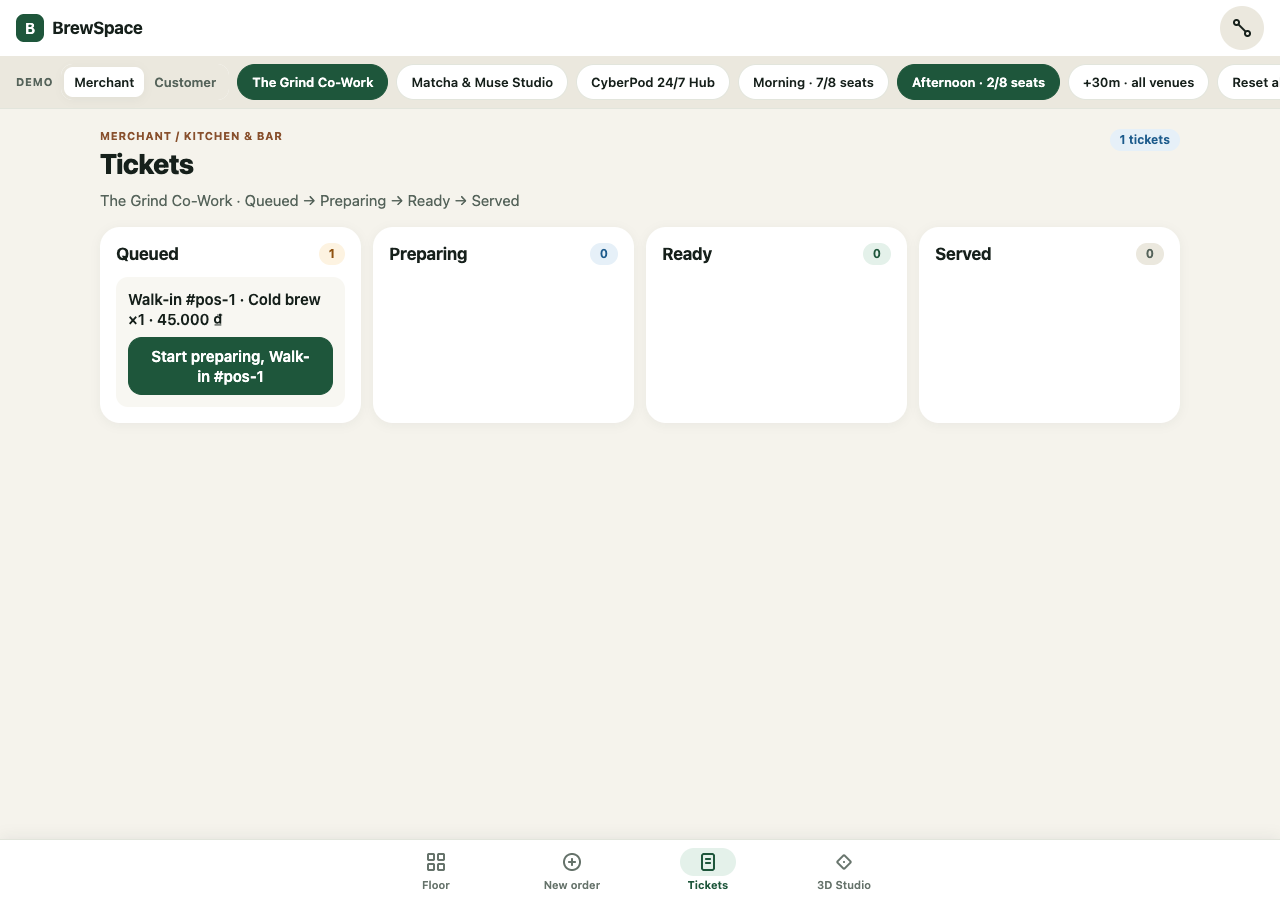 B BrewSpace
DEMO Merchant Customer The Grind Co-Work Matcha & Muse Studio CyberPod 24/7 Hub Morning · 7/8 seats Afternoon · 2/8 seats +30m · all venues Reset a
MERCHANT / KITCHEN & BAR
1 tickets
Tickets
The Grind Co-Work · Queued → Preparing → Ready → Served
Queued 1
Walk-in #pos-1 · Cold brew
×1 · 45.000 ₫
Start preparing, Walk-
in #pos-1
Preparing 0
Ready 0
Served 0
Floor New order Tickets 3D Studio